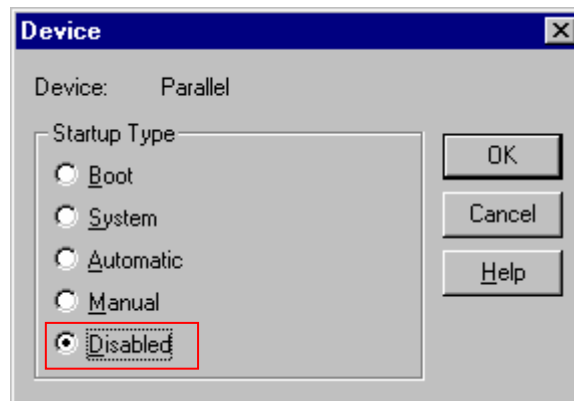 Device
Device: Parallel
Startup Type
Boot
System
Automatic
Manual
Disabled
OK
Cancel
Help